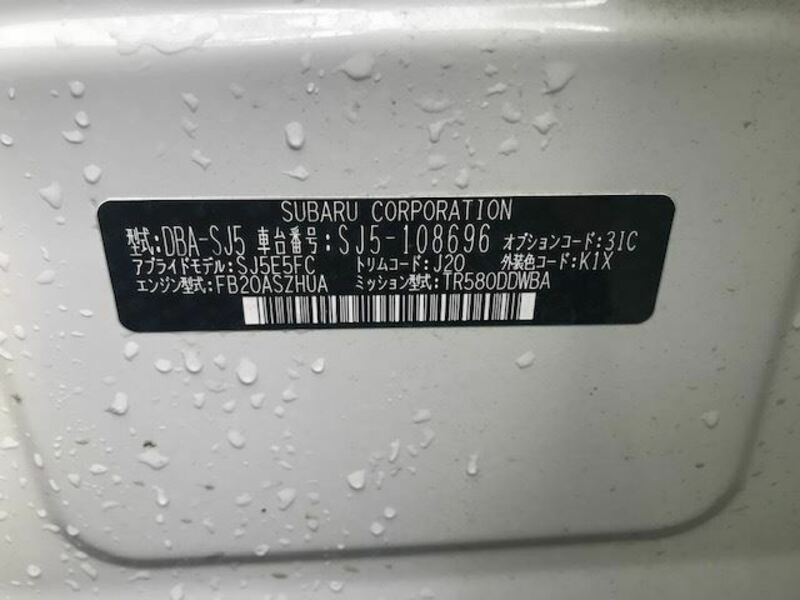 SUBARU CORPORATION
型式:DBA-SJ5 車台番号:SJ5-108696 オプションコード:3IC
アプライドモデル:SJ5E5FC トリムコード:J20 外装色コード:K1X
エンジン型式:FB20ASZHUA ミッション型式:TR580DDWBA